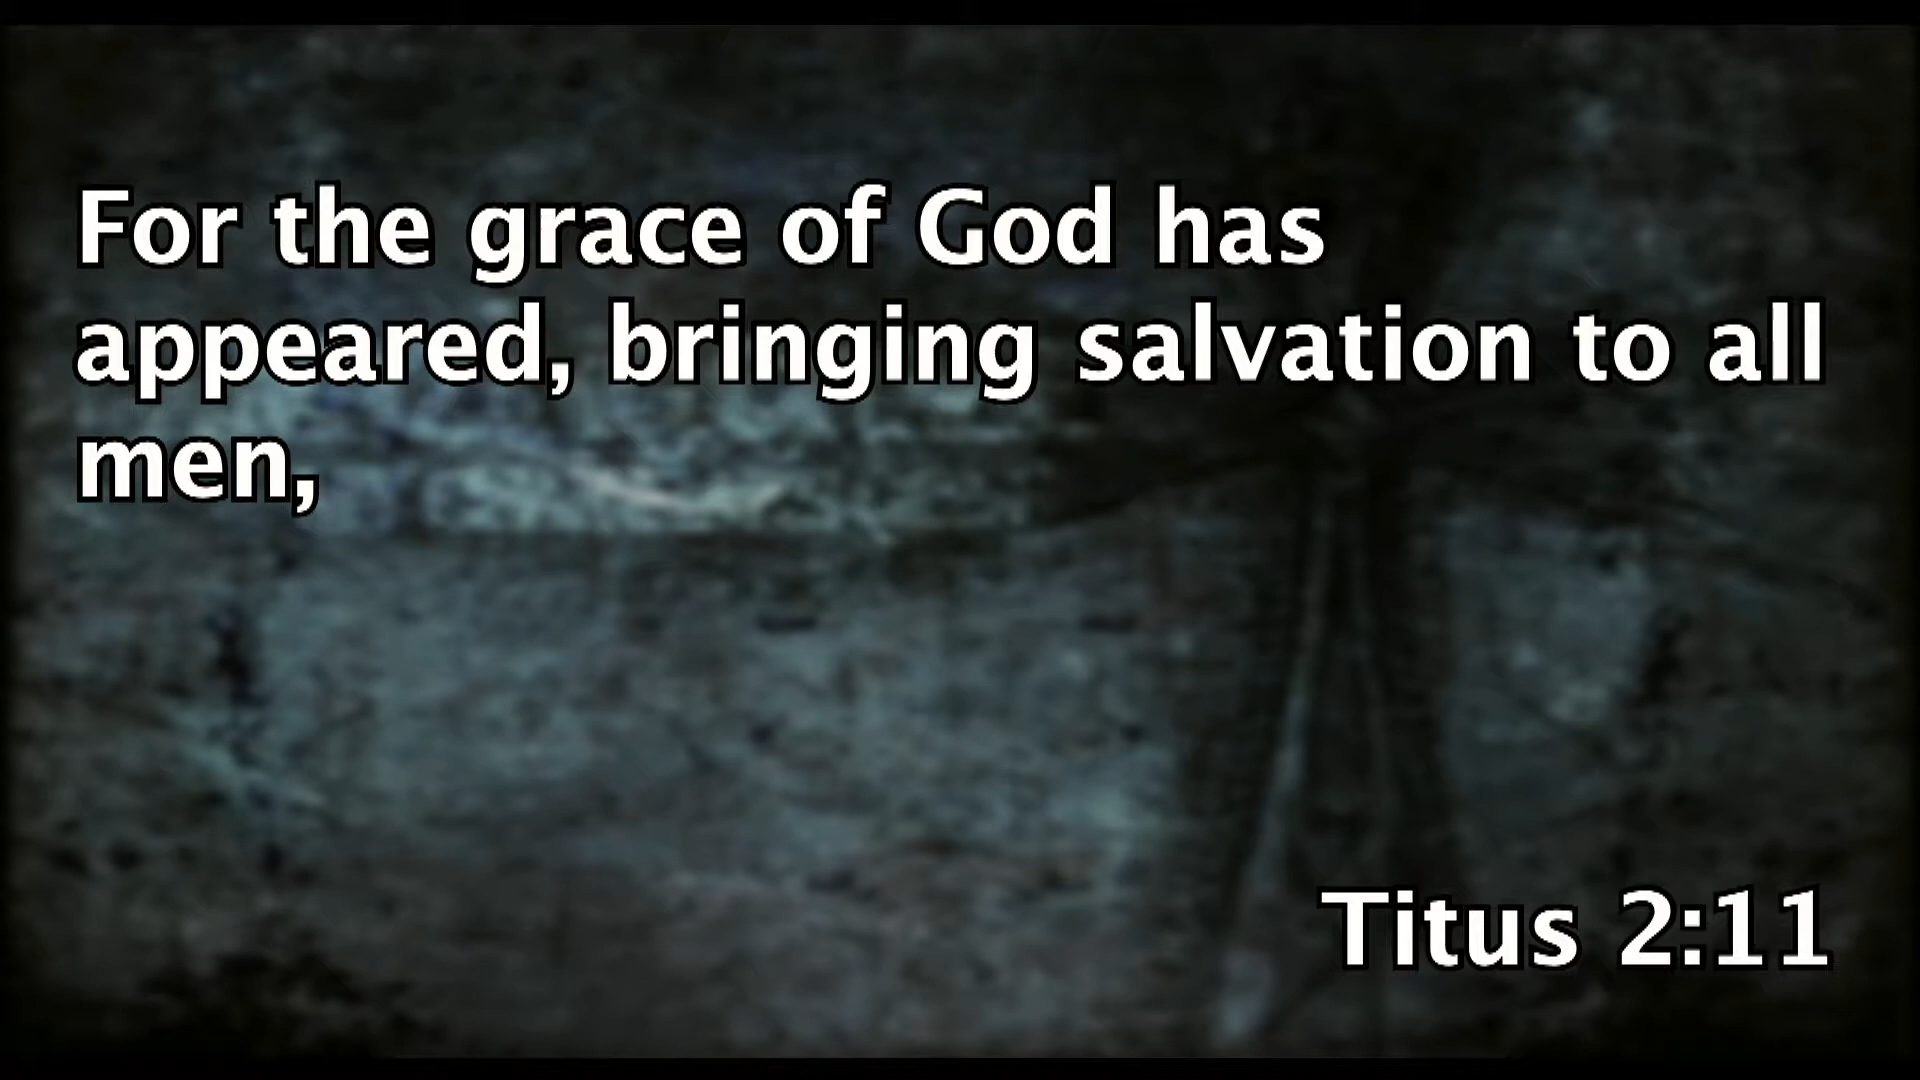 For the grace of God has
appeared, bringing salvation to all
men,
Titus 2:11